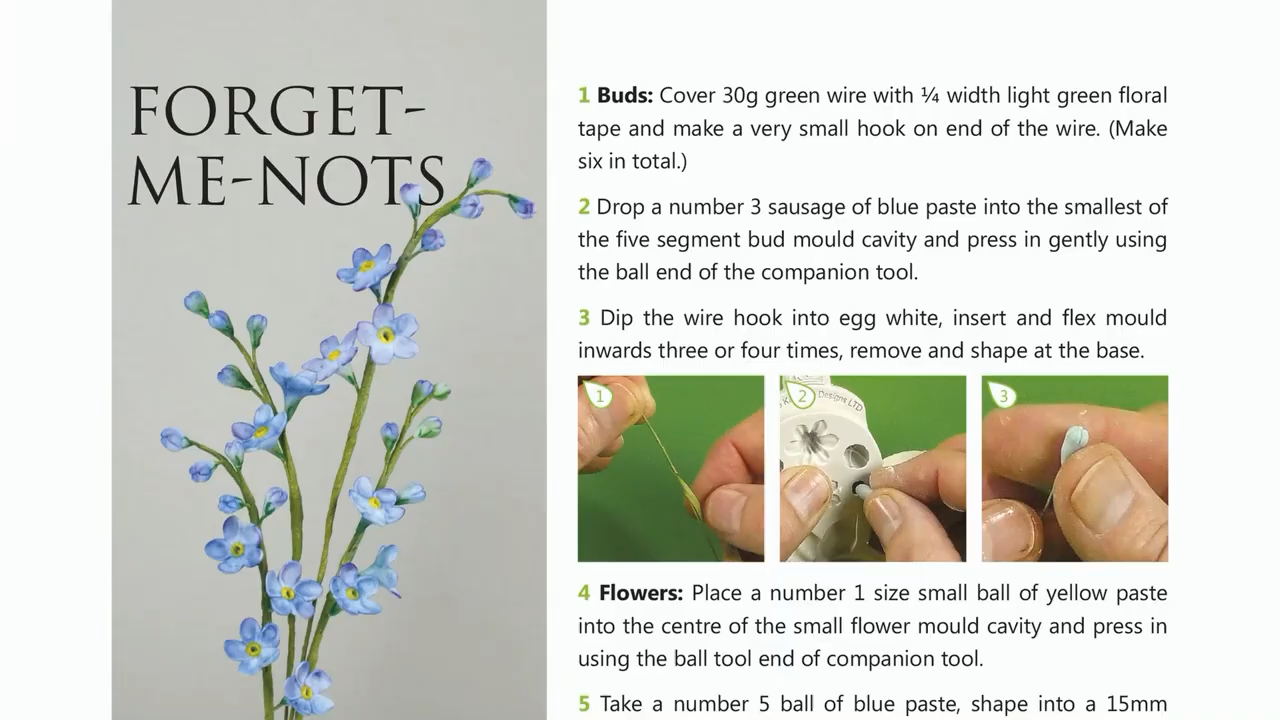 FORGET-
ME-NOTS
1 Buds: Cover 30g green wire with ¼ width light green floral
tape and make a very small hook on end of the wire. (Make
six in total.)
2 Drop a number 3 sausage of blue paste into the smallest of
the five segment bud mould cavity and press in gently using
the ball end of the companion tool.
3 Dip the wire hook into egg white, insert and flex mould
inwards three or four times, remove and shape at the base.
1
2
3
Designs LTD
4 Flowers: Place a number 1 size small ball of yellow paste
into the centre of the small flower mould cavity and press in
using the ball tool end of companion tool.
5 Take a number 5 ball of blue paste, shape into a 15mm